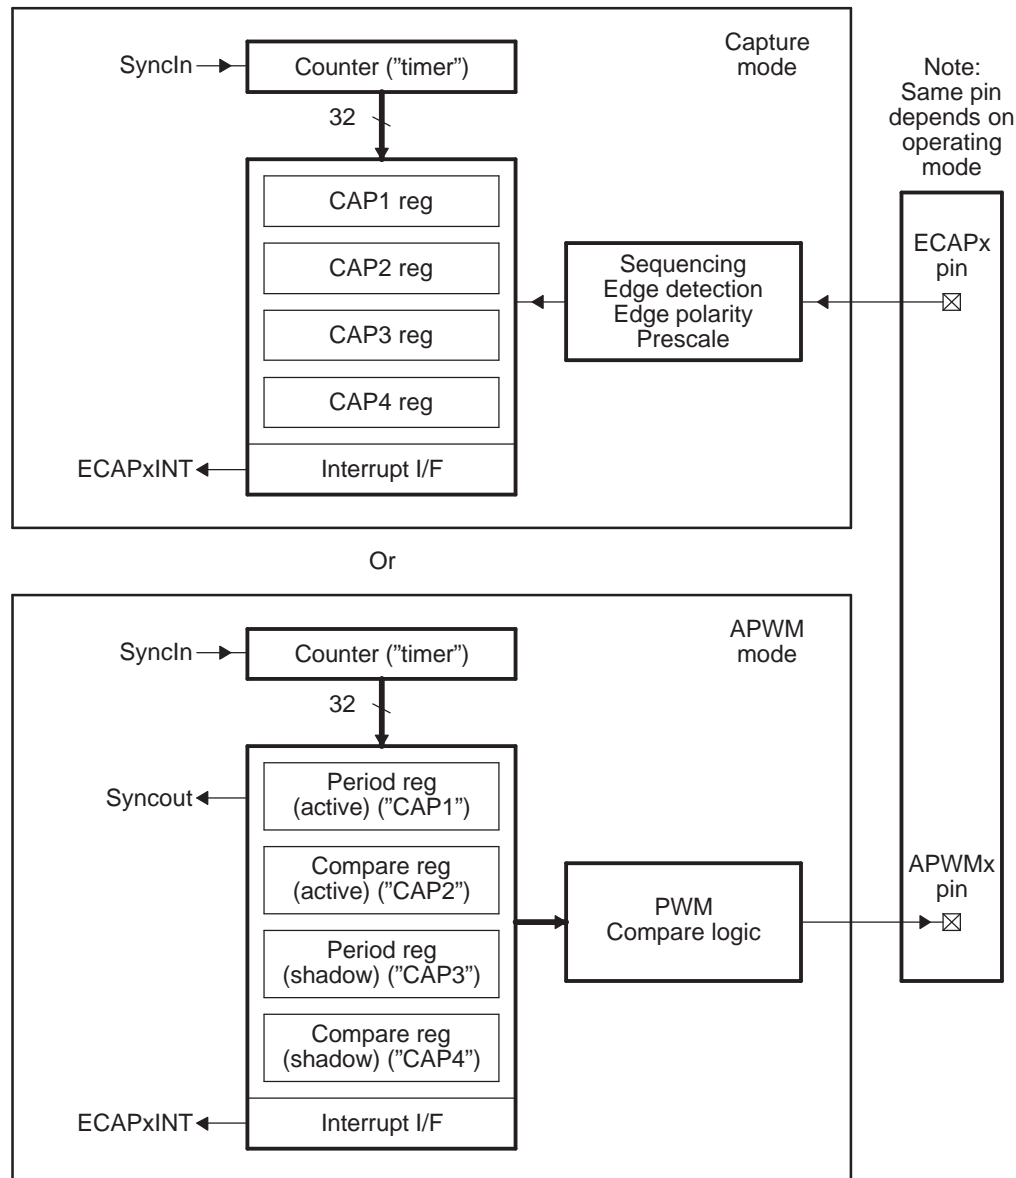 Capture
mode
SyncIn
Counter (”timer”)
32
CAP1 reg
CAP2 reg
CAP3 reg
CAP4 reg
Interrupt I/F
ECAPxINT
Sequencing
Edge detection
Edge polarity
Prescale
Note:
Same pin
depends on
operating
mode
ECAPx
pin
Or
APWM
mode
SyncIn
Counter (”timer”)
32
Syncout
Period reg
(active) (”CAP1”)
Compare reg
(active) (”CAP2”)
Period reg
(shadow) (”CAP3”)
Compare reg
(shadow) (”CAP4”)
Interrupt I/F
ECAPxINT
PWM
Compare logic
APWMx
pin